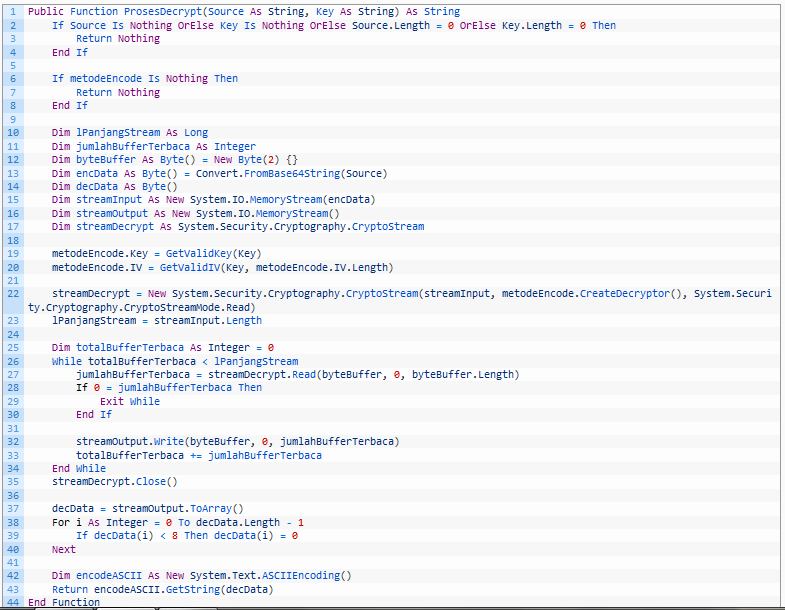 1 Public Function ProsesDecrypt(Source As String, Key As String) As String
2 If Source Is Nothing OrElse Key Is Nothing OrElse Source.Length = 0 OrElse Key.Length = 0 Then
3 Return Nothing
4 End If
5
6 If metodeEncode Is Nothing Then
7 Return Nothing
8 End If
9
10 Dim lPanjangStream As Long
11 Dim jumlahBufferTerbaca As Integer
12 Dim byteBuffer As Byte() = New Byte(2) {}
13 Dim encData As Byte() = Convert.FromBase64String(Source)
14 Dim decData As Byte()
15 Dim streamInput As New System.IO.MemoryStream(encData)
16 Dim streamOutput As New System.IO.MemoryStream()
17 Dim streamDecrypt As System.Security.Cryptography.CryptoStream
18
19 metodeEncode.Key = GetValidKey(Key)
20 metodeEncode.IV = GetValidIV(Key, metodeEncode.IV.Length)
21
22 streamDecrypt = New System.Security.Cryptography.CryptoStream(streamInput, metodeEncode.CreateDecryptor(), System.Securi
ty.Cryptography.CryptoStreamMode.Read)
23 lPanjangStream = streamInput.Length
24
25 Dim totalBufferTerbaca As Integer = 0
26 While totalBufferTerbaca < lPanjangStream
27 jumlahBufferTerbaca = streamDecrypt.Read(byteBuffer, 0, byteBuffer.Length)
28 If 0 = jumlahBufferTerbaca Then
29 Exit While
30 End If
31
32 streamOutput.Write(byteBuffer, 0, jumlahBufferTerbaca)
33 totalBufferTerbaca += jumlahBufferTerbaca
34 End While
35 streamDecrypt.Close()
36
37 decData = streamOutput.ToArray()
38 For i As Integer = 0 To decData.Length - 1
39 If decData(i) < 8 Then decData(i) = 0
40 Next
41
42 Dim encodeASCII As New System.Text.ASCIIEncoding()
43 Return encodeASCII.GetString(decData)
44 End Function